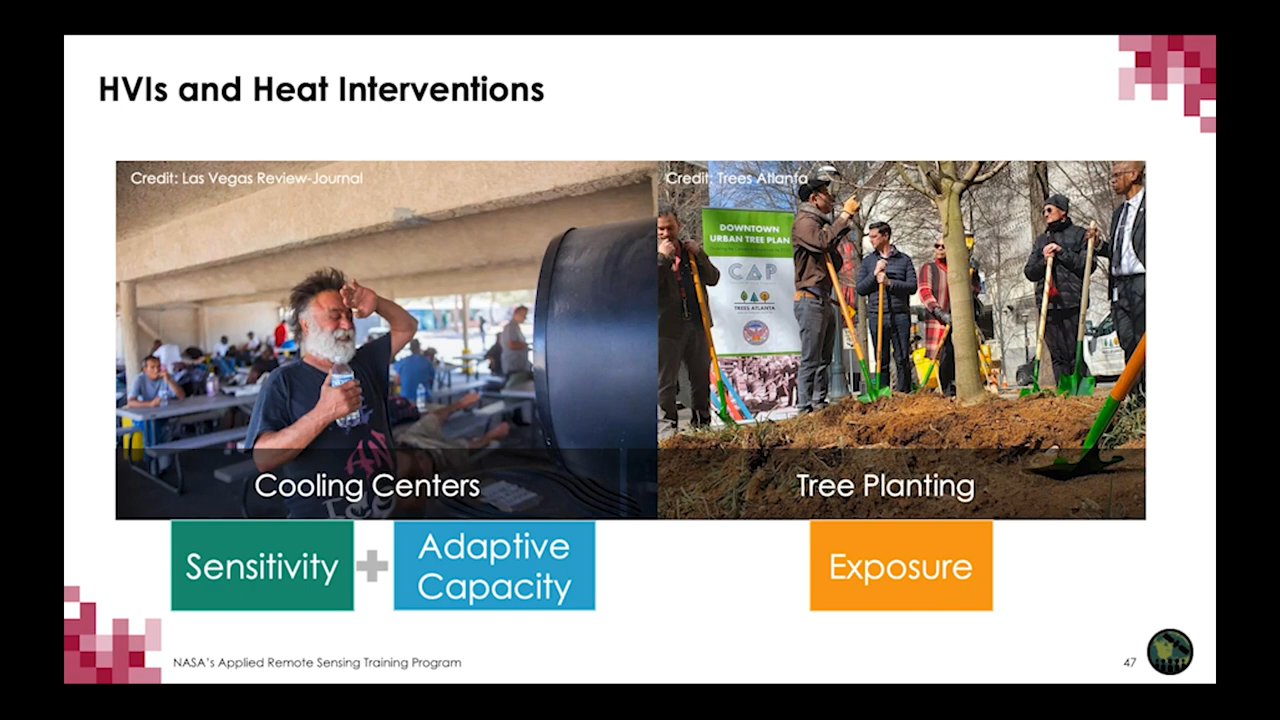 HVIs and Heat Interventions
Credit: Las Vegas Review-Journal
Credit: Trees Atlanta
DOWNTOWN
URBAN TREE PLAN
CAP
TREES ATLANTA
Cooling Centers
Tree Planting
Sensitivity
Adaptive
Capacity
Exposure
NASA's Applied Remote Sensing Training Program
47